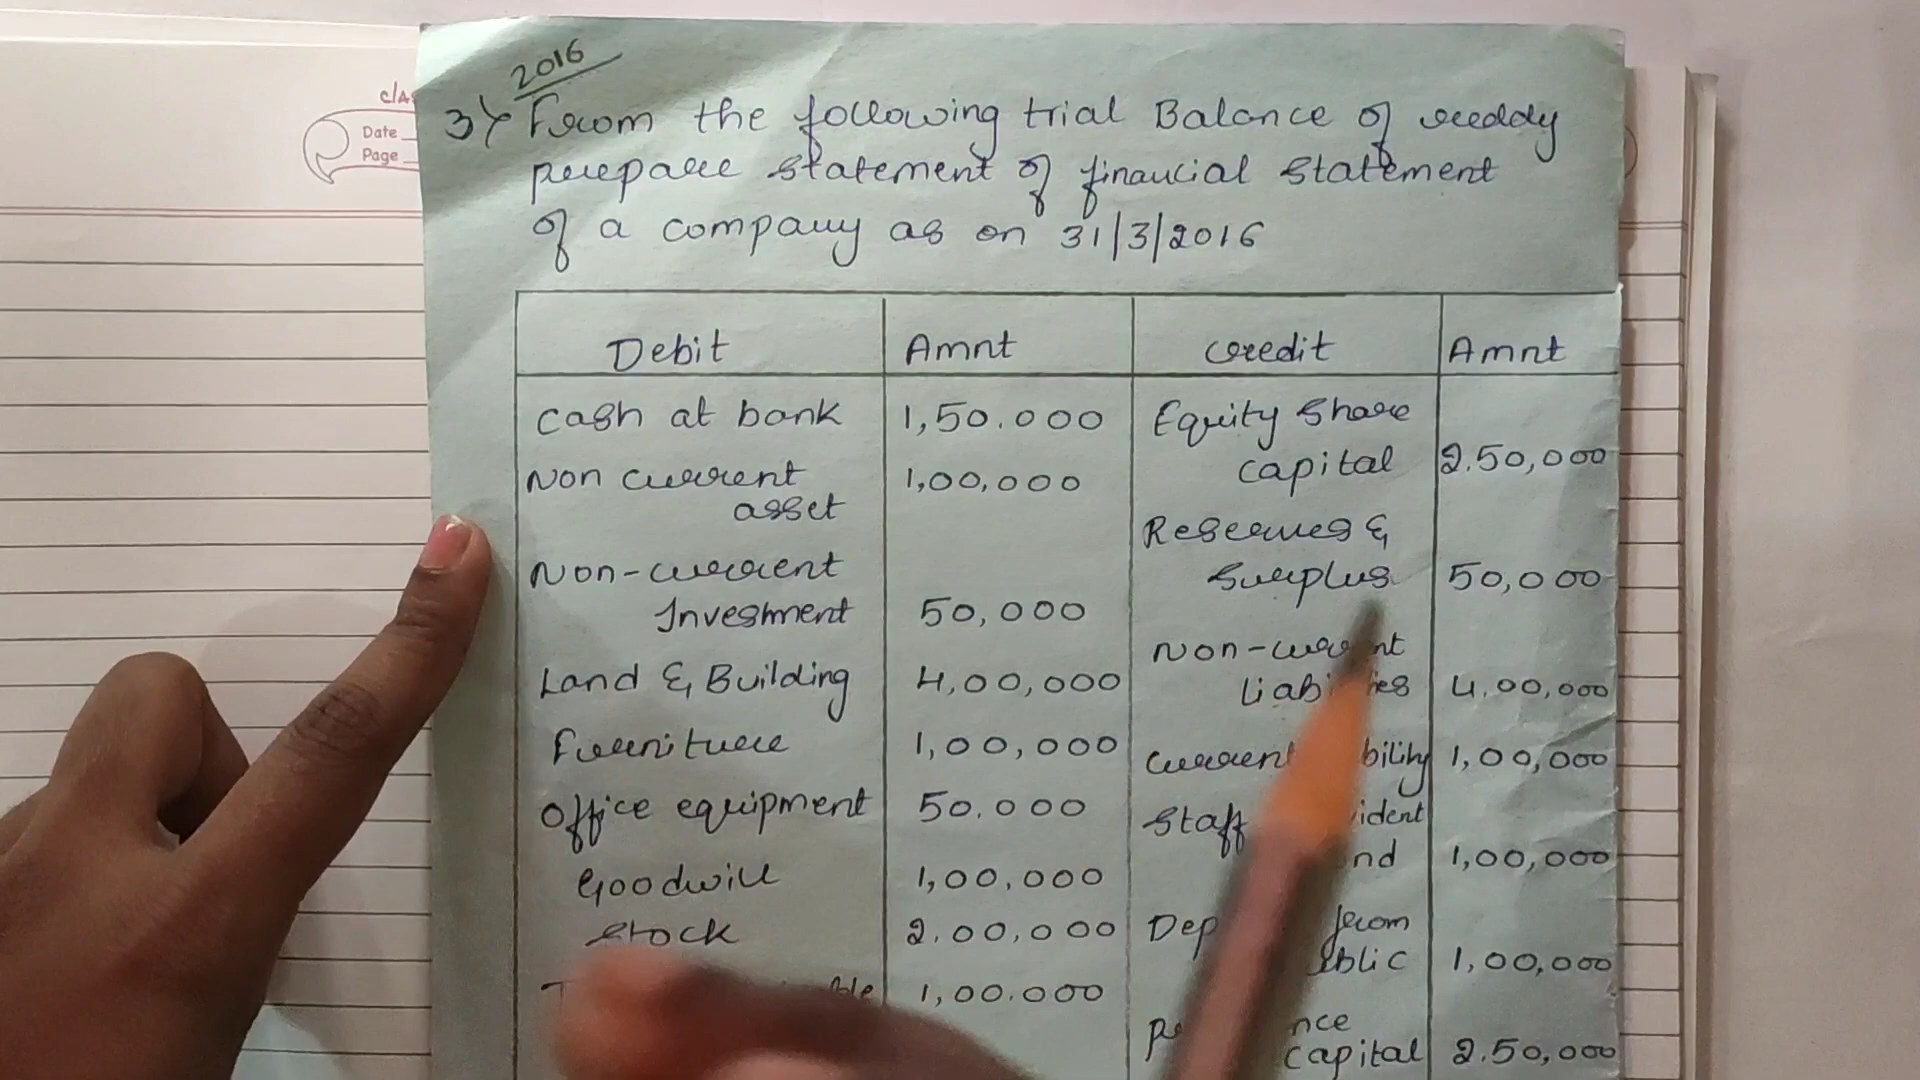 2016
3) From the following trial Balance of reddy
prepare statement of financial statement
of a company as on 31/3/2016
Date
Page
Debit Amnt Credit Amnt
Cash at bank 1,50.000 Equity Share
Capital 2.50,000
Non current 1,00,000
asset
Reserves &
Surplus 50,000
Non-current
Investment 50,000
Non-current
Liabilities 4,00,000
Land & Building 4,00,000
Furniture 1,00,000
Current 1,00,000
Office equipment 50.000
Staff
1,00,000
Goodwill 1,00,000
Stock 2.00,000
from
1,00,000
1,00.000
Capital 2.50,000